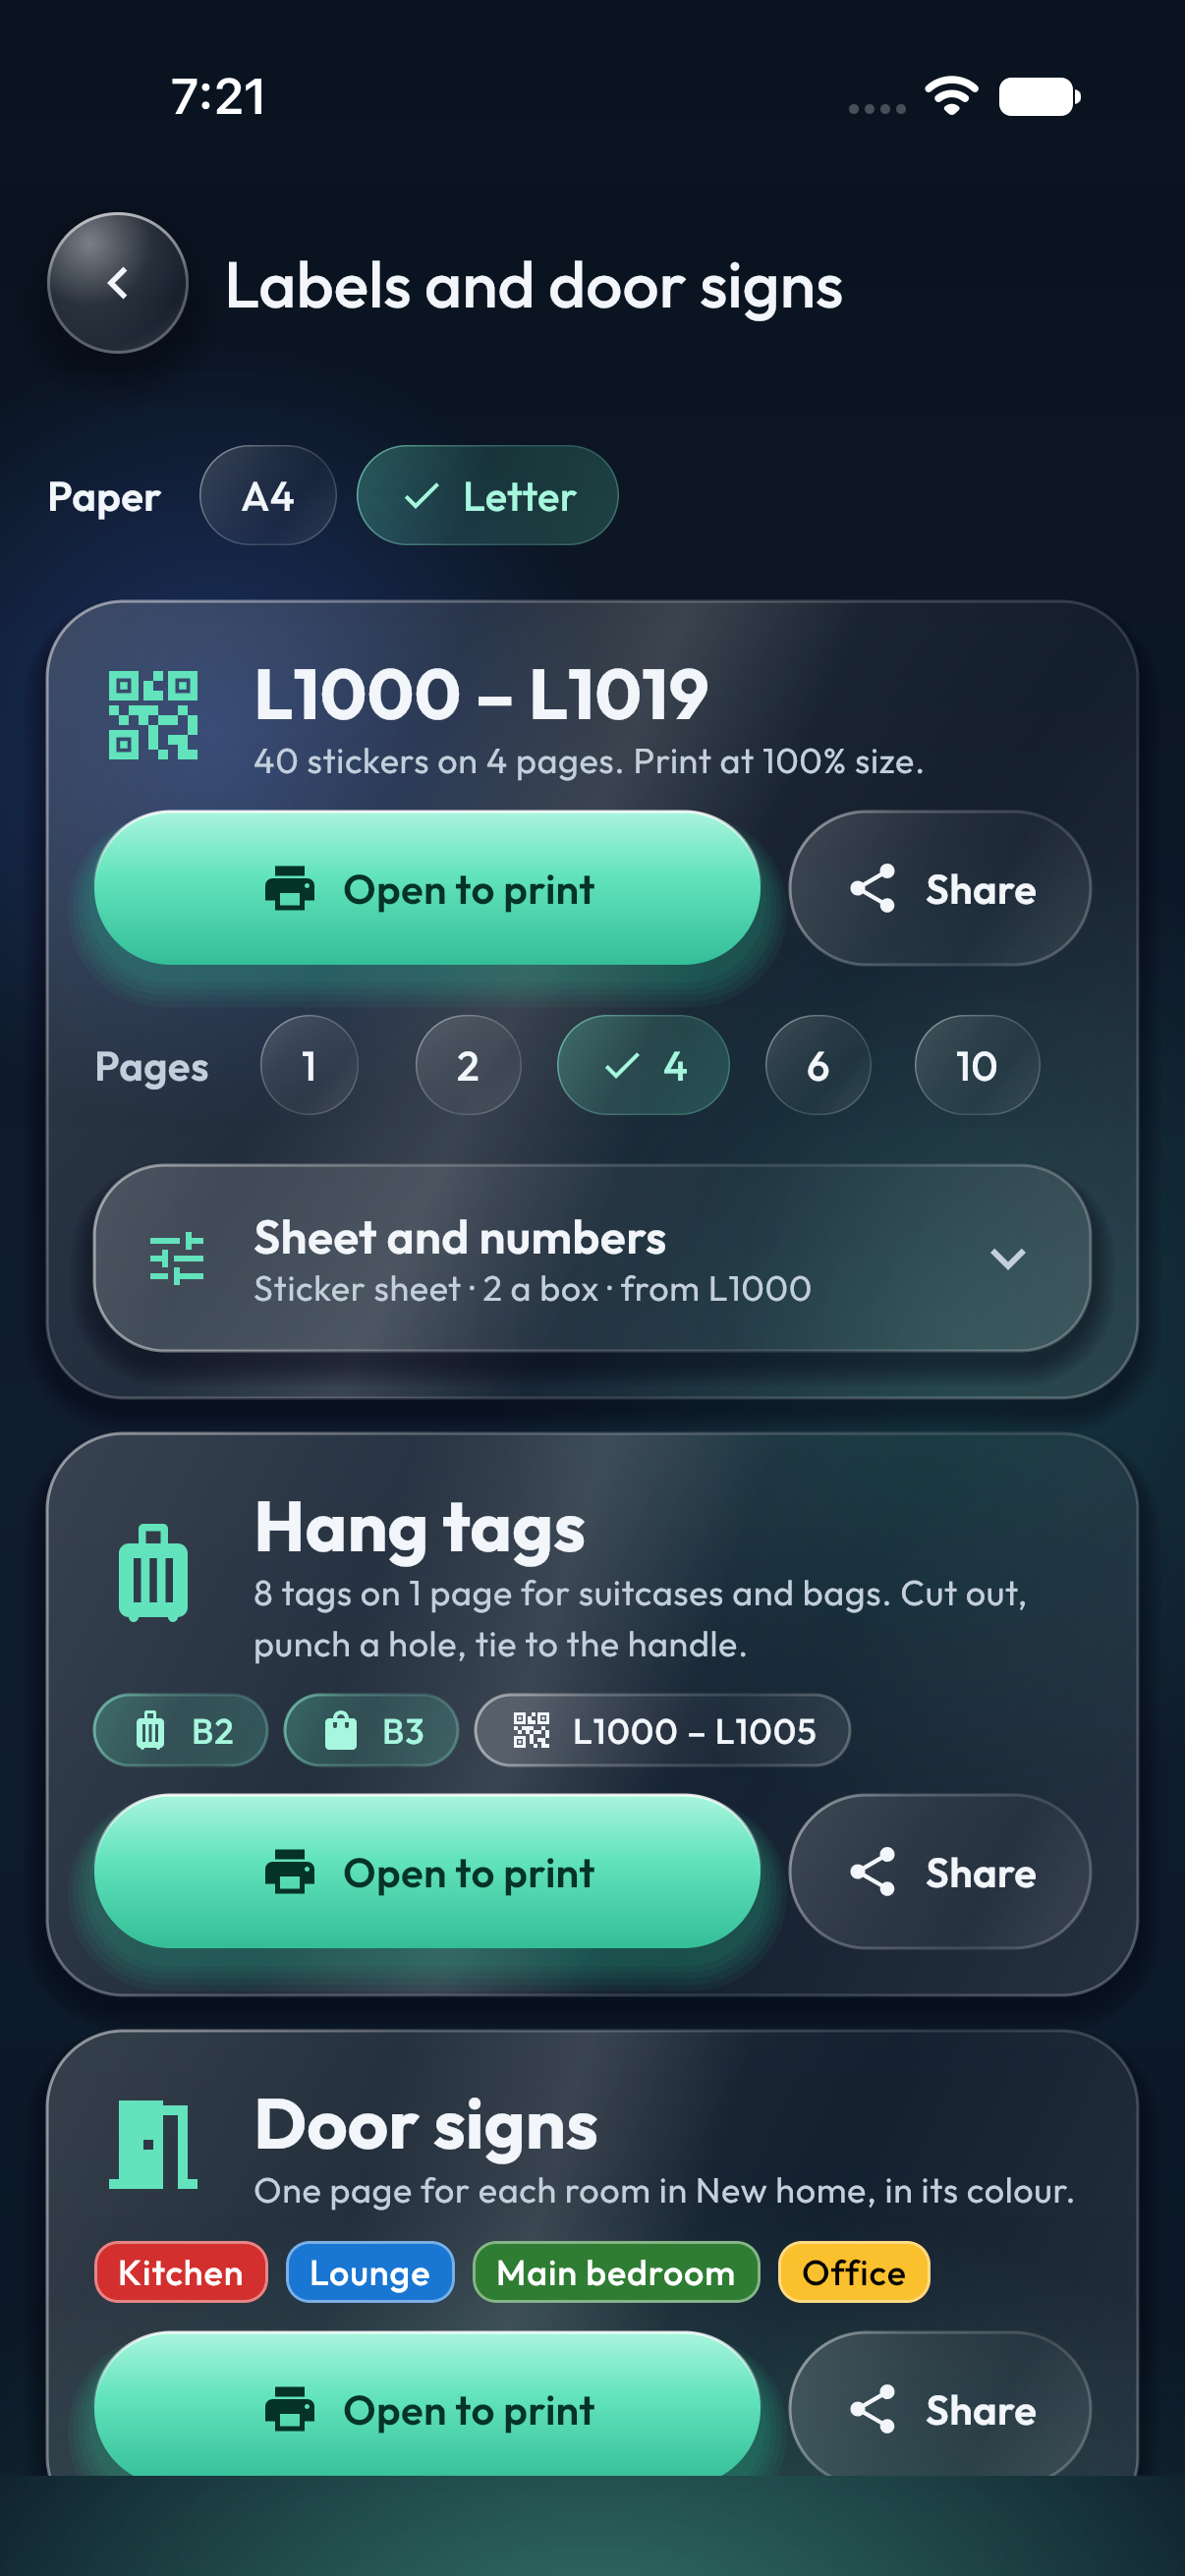 7:21
Labels and door signs
Paper A4 Letter
L1000 – L1019
40 stickers on 4 pages. Print at 100% size.
Open to print Share
Pages 1 2 4 6 10
Sheet and numbers
Sticker sheet · 2 a box · from L1000
Hang tags
8 tags on 1 page for suitcases and bags. Cut out,
punch a hole, tie to the handle.
B2 B3 L1000 – L1005
Open to print Share
Door signs
One page for each room in New home, in its colour.
Kitchen Lounge Main bedroom Office
Open to print Share